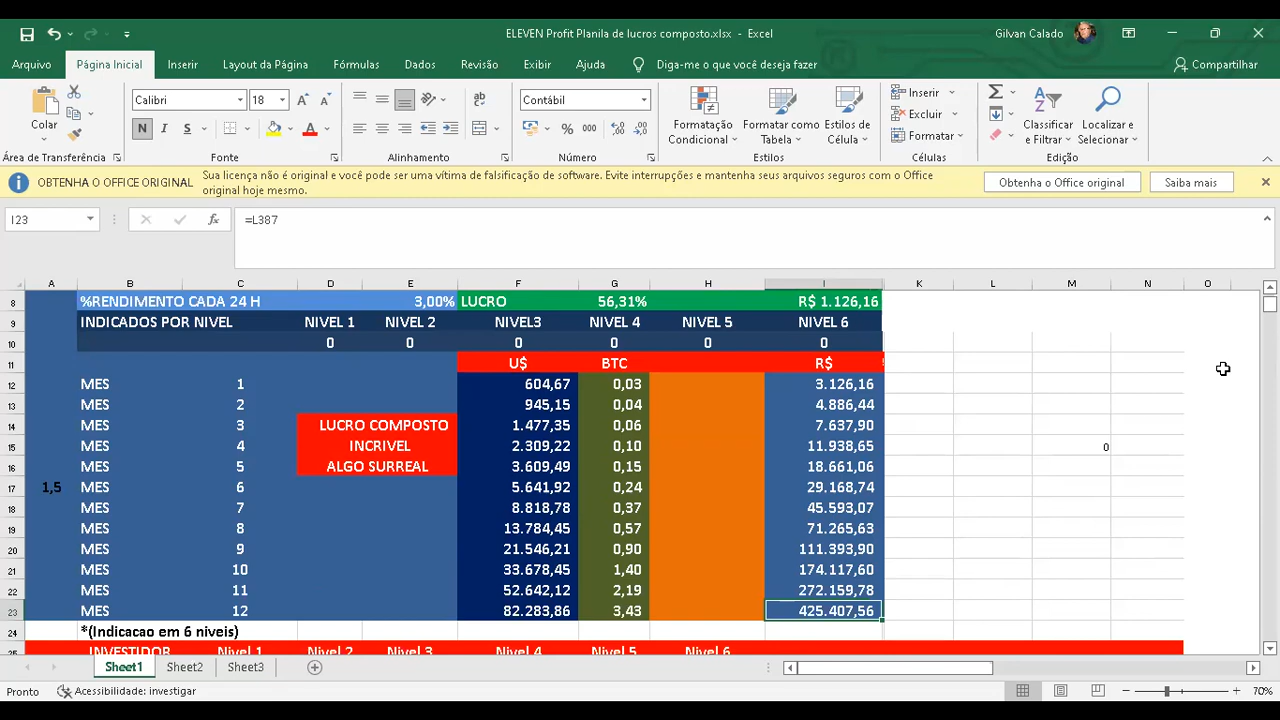 ELEVEN Profit Planila de lucros composto.xlsx - Excel
Gilvan Calado
Arquivo Página Inicial Inserir Layout da Página Fórmulas Dados Revisão Exibir Ajuda Diga-me o que você deseja fazer Compartilhar
Calibri 18 Contábil
Colar
N I S
% 000
Formatação Condicional
Formatar como Tabela
Estilos de Célula
Inserir
Excluir
Formatar
Classificar e Filtrar
Localizar e Selecionar
Área de Transferência Fonte Alinhamento Número Estilos Células Edição
OBTENHA O OFFICE ORIGINAL Sua licença não é original e você pode ser uma vítima de falsificação de software. Evite interrupções e mantenha seus arquivos seguros com o Office
original hoje mesmo.
Obtenha o Office original Saiba mais
I23 fx =L387
A B C D E F G H I K L M N O
8 %RENDIMENTO CADA 24 H 3,00% LUCRO 56,31% R$ 1.126,16
9 INDICADOS POR NIVEL NIVEL 1 NIVEL 2 NIVEL3 NIVEL 4 NIVEL 5 NIVEL 6
10 0 0 0 0 0 0
11 U$ BTC R$
12 MES 1 604,67 0,03 3.126,16
13 MES 2 945,15 0,04 4.886,44
14 MES 3 LUCRO COMPOSTO 1.477,35 0,06 7.637,90
15 MES 4 INCRIVEL 2.309,22 0,10 11.938,65 0
16 MES 5 ALGO SURREAL 3.609,49 0,15 18.661,06
17 1,5 MES 6 5.641,92 0,24 29.168,74
18 MES 7 8.818,78 0,37 45.593,07
19 MES 8 13.784,45 0,57 71.265,63
20 MES 9 21.546,21 0,90 111.393,90
21 MES 10 33.678,45 1,40 174.117,60
22 MES 11 52.642,12 2,19 272.159,78
23 MES 12 82.283,86 3,43 425.407,56
24 *(Indicacao em 6 niveis)
25 INVESTIDOR Nivel 1 Nivel 2 Nivel 3 Nivel 4 Nivel 5 Nivel 6
Sheet1 Sheet2 Sheet3
Pronto Acessibilidade: investigar 70%